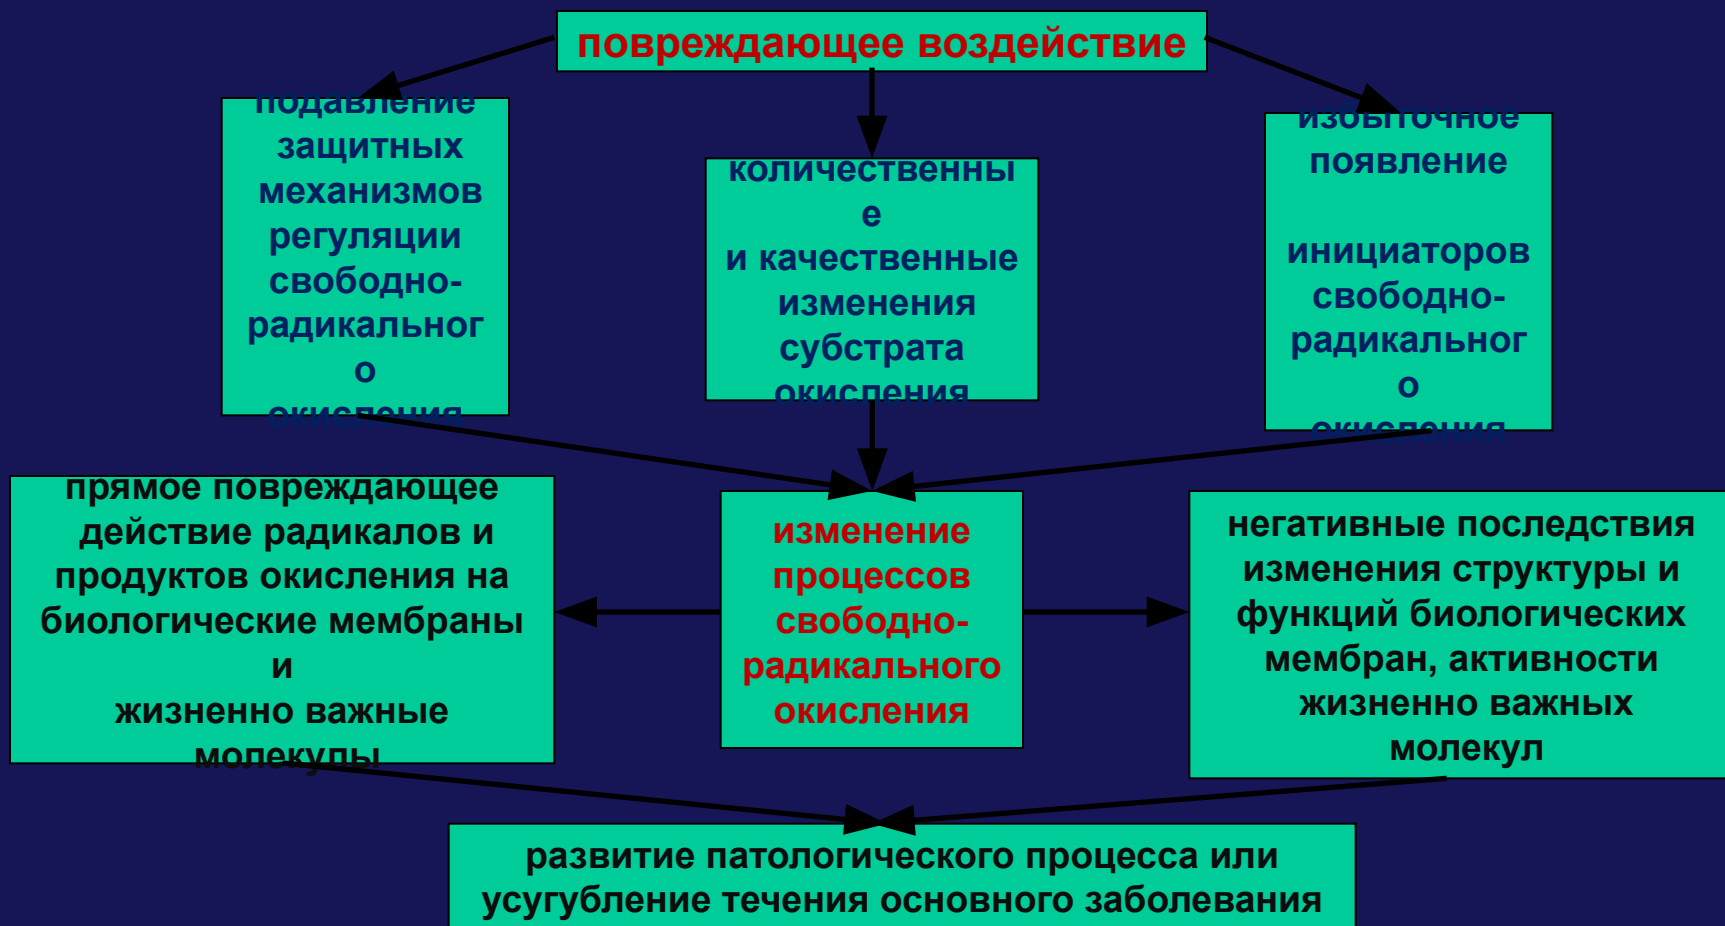 повреждающее воздействие
подавление
защитных
механизмов
регуляции
свободно-
радикальног
о
окисления
количественны
е
и качественные
изменения
субстрата
окисления
избыточное
появление
инициаторов
свободно-
радикальног
о
окисления
прямое повреждающее
действие радикалов и
продуктов окисления на
биологические мембраны
и
жизненно важные
молекулы
изменение
процессов
свободно-
радикального
окисления
негативные последствия
изменения структуры и
функций биологических
мембран, активности
жизненно важных
молекул
развитие патологического процесса или
усугубление течения основного заболевания